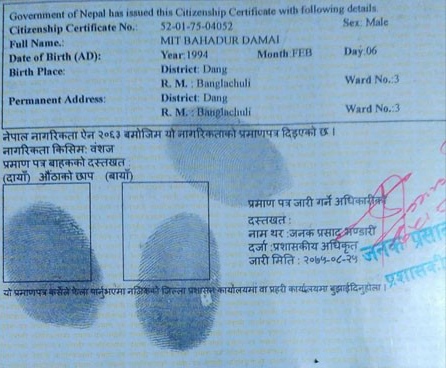 Government of Nepal has issued this Citizenship Certificate with following details
Citizenship Certificate No.: 52-01-75-04052 Sex: Male
Full Name.: MIT BAHADUR DAMAI
Date of Birth (AD): Year:1994 Month FEB Day:06
Birth Place: District: Dang
R. M. : Banglachuli Ward No.:3
Permanent Address: District: Dang
R. M. : Banglachuli Ward No.:3
नेपाल नागरिकता ऐन २०६३ बमोजिम यो नागरिकताको प्रमाणपत्र दिइएको छ ।
नागरिकता किसिम: वंशज
प्रमाण पत्र बाहकको दस्तखत :
(दायाँ) औंठाको छाप (बायाँ)
प्रमाण पत्र जारी गर्ने अधिकारीको
दस्तखत :
नाम थर :जनक प्रसाद भण्डारी
दर्जा :प्रशासकीय अधिकृत
जारी मिति : २०७५-०८-२५
जनक प्रसाद
प्रशासकी
यो प्रमाणपत्र कसैले फेला पार्नुभएमा नजिकको जिल्ला प्रशासन कार्यालयमा वा प्रहरी कार्यालयमा बुझाईदिनुहोला ।